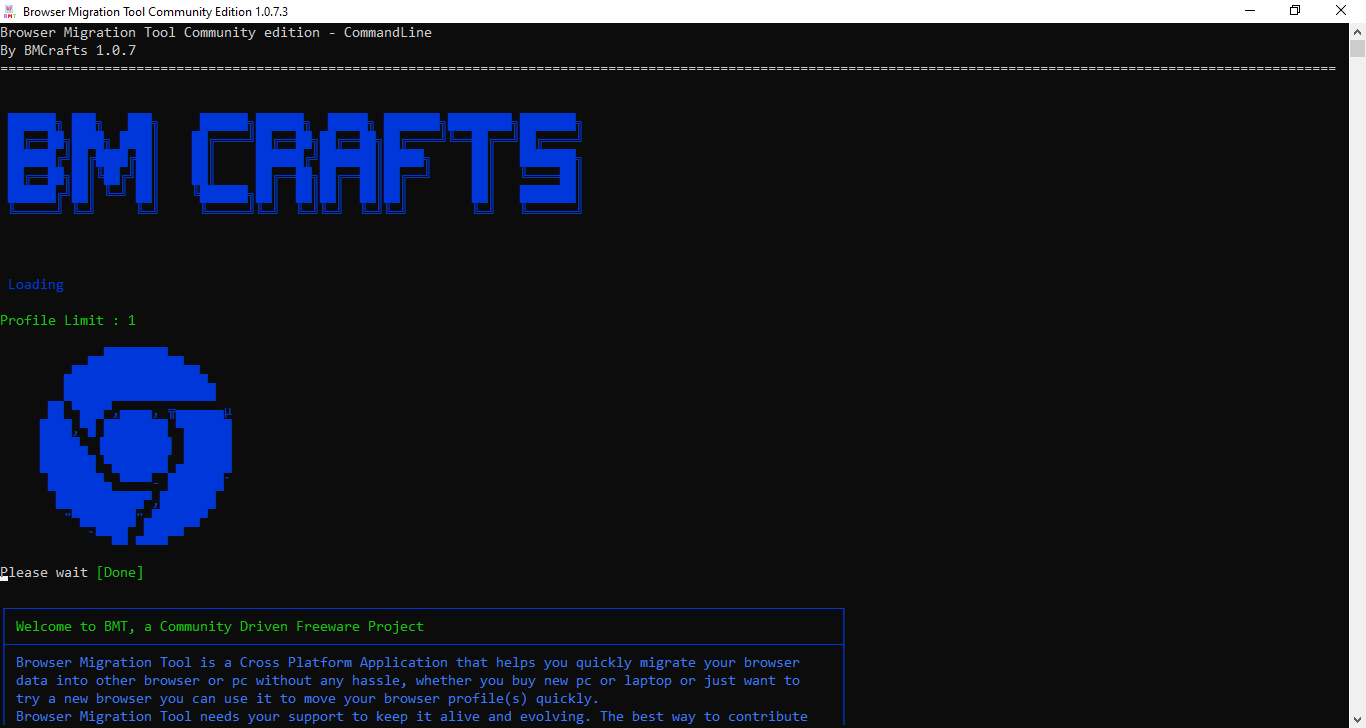 Browser Migration Tool Community Edition 1.0.7.3
Browser Migration Tool Community edition - CommandLine
By BMCrafts 1.0.7
BM CRAFTS
Loading
Profile Limit : 1
Please wait [Done]
Welcome to BMT, a Community Driven Freeware Project
Browser Migration Tool is a Cross Platform Application that helps you quickly migrate your browser
data into other browser or pc without any hassle, whether you buy new pc or laptop or just want to
try a new browser you can use it to move your browser profile(s) quickly.
Browser Migration Tool needs your support to keep it alive and evolving. The best way to contribute